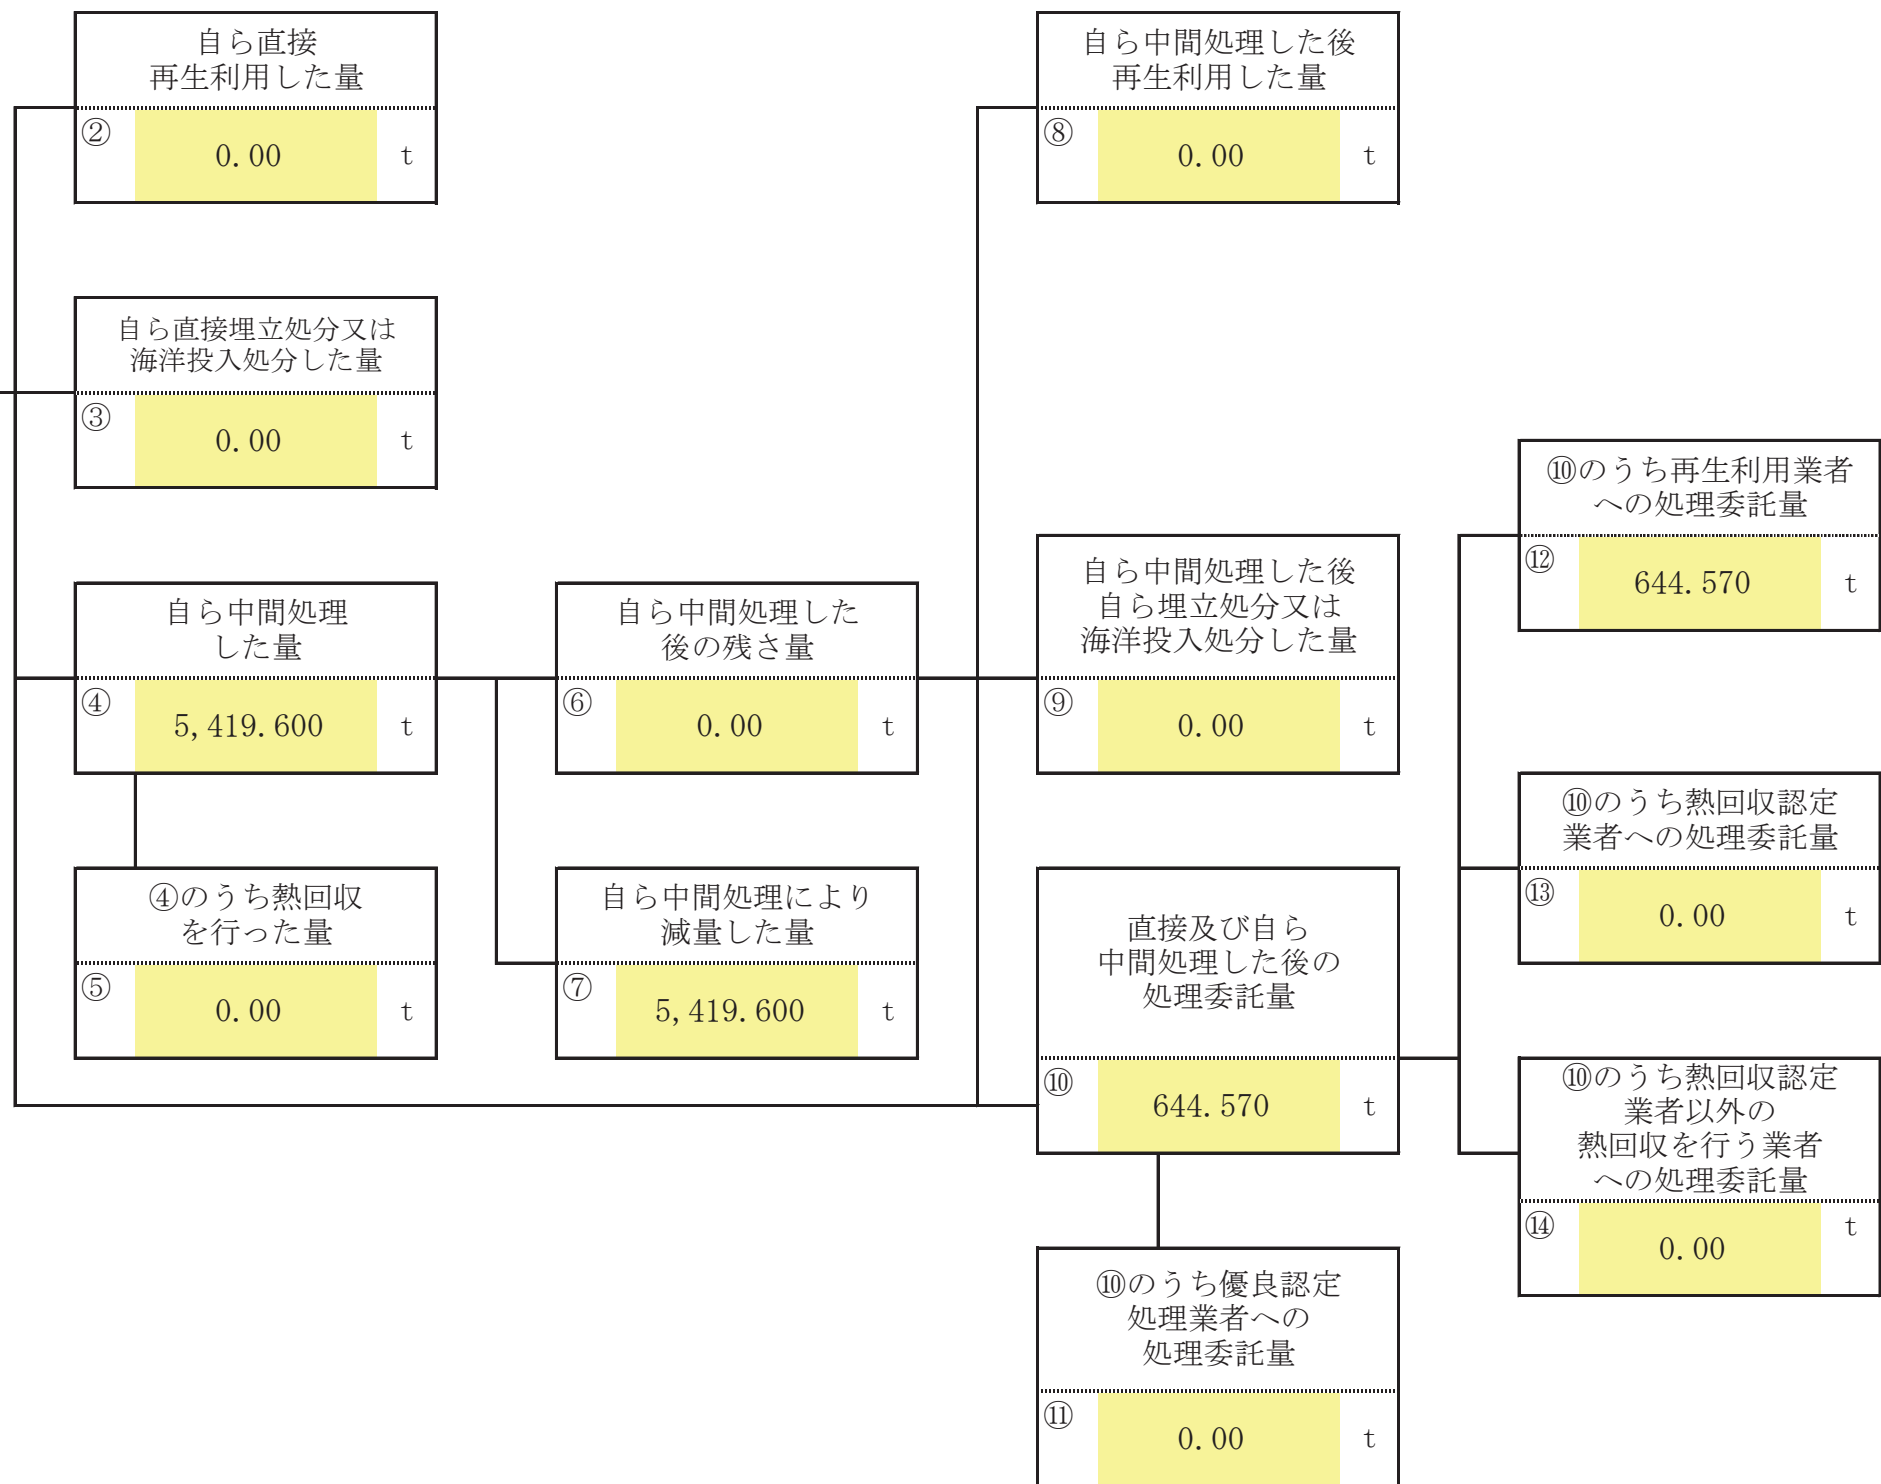 自ら直接
再生利用した量
②
0.00
t
自ら中間処理した後
再生利用した量
⑧
0.00
t
自ら直接埋立処分又は
海洋投入処分した量
③
0.00
t
⑩のうち再生利用業者
への処理委託量
⑫
644.570
t
自ら中間処理
した量
④
5,419.600
t
自ら中間処理した
後の残さ量
⑥
0.00
t
自ら中間処理した後
自ら埋立処分又は
海洋投入処分した量
⑨
0.00
t
⑩のうち熱回収認定
業者への処理委託量
⑬
0.00
t
④のうち熱回収
を行った量
⑤
0.00
t
自ら中間処理により
減量した量
⑦
5,419.600
t
直接及び自ら
中間処理した後の
処理委託量
⑩
644.570
t
⑩のうち熱回収認定
業者以外の
熱回収を行う業者
への処理委託量
⑭
0.00
t
⑩のうち優良認定
処理業者への
処理委託量
⑪
0.00
t